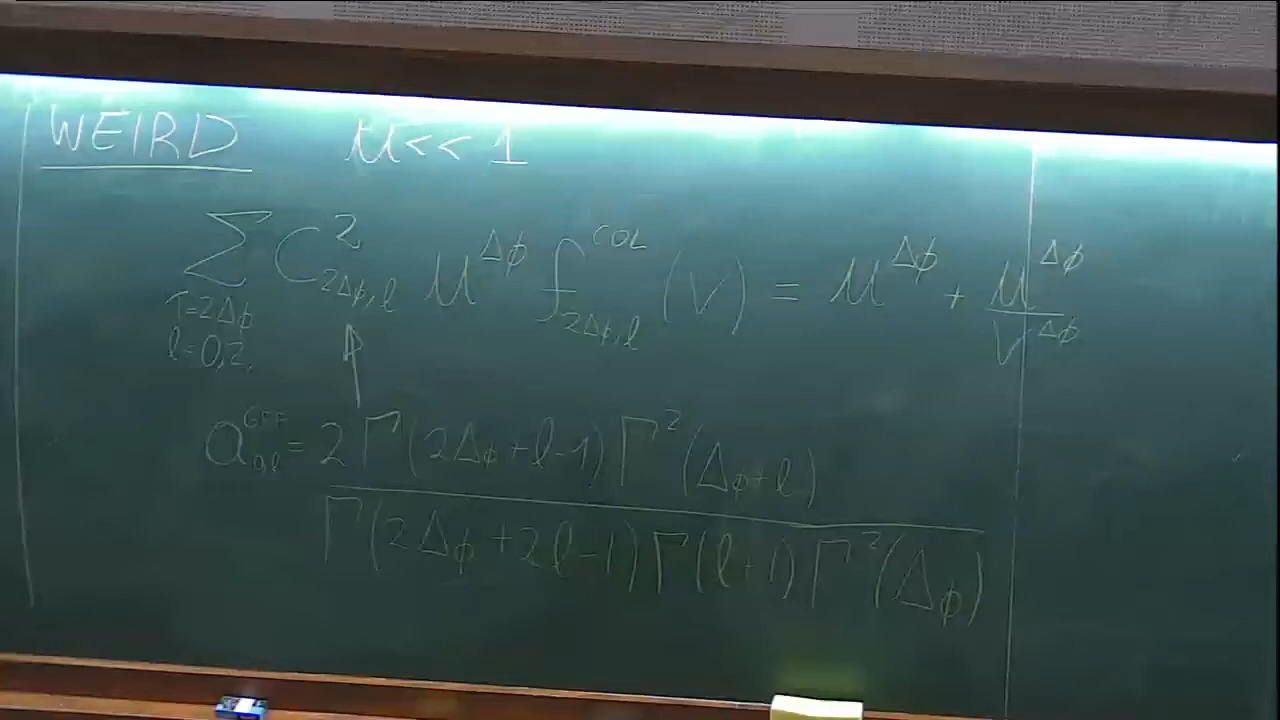 WEIRD u << 1
∑ C²_{2Δϕ,ℓ} u^{Δϕ} f^{COL}_{2Δϕ,ℓ} (v) = u^{Δϕ} + u^{Δϕ}/v^{Δϕ}
τ=2Δϕ
ℓ=0,2,
a^{GFF}_{0,ℓ} = 2Γ(2Δϕ+ℓ-1)Γ²(Δϕ+ℓ)
Γ(2Δϕ+2ℓ-1)Γ(ℓ+1)Γ²(Δϕ)